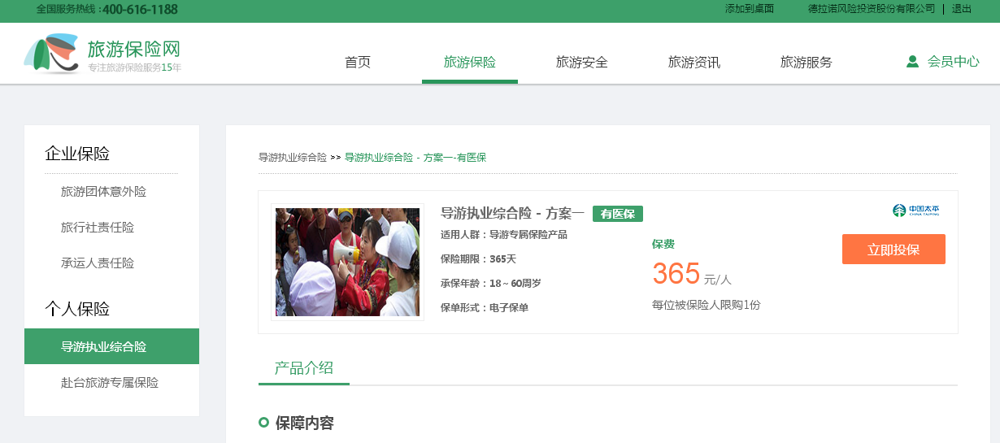 全国服务热线：400-616-1188
添加到桌面 德拉诺风险投资股份有限公司 | 退出
旅游保险网
专注旅游保险服务15年
首页 旅游保险 旅游安全 旅游资讯 旅游服务 会员中心
企业保险
旅游团体意外险
旅行社责任险
承运人责任险
个人保险
导游执业综合险
赴台旅游专属保险
导游执业综合险 >> 导游执业综合险 - 方案一-有医保
导游执业综合险 - 方案一 有医保
适用人群：导游专属保险产品
保险期限：365天
承保年龄：18～60周岁
保单形式：电子保单
保费
365 元/人
每位被保险人限购1份
中国太平
CHINA TAIPING
立即投保
产品介绍
保障内容